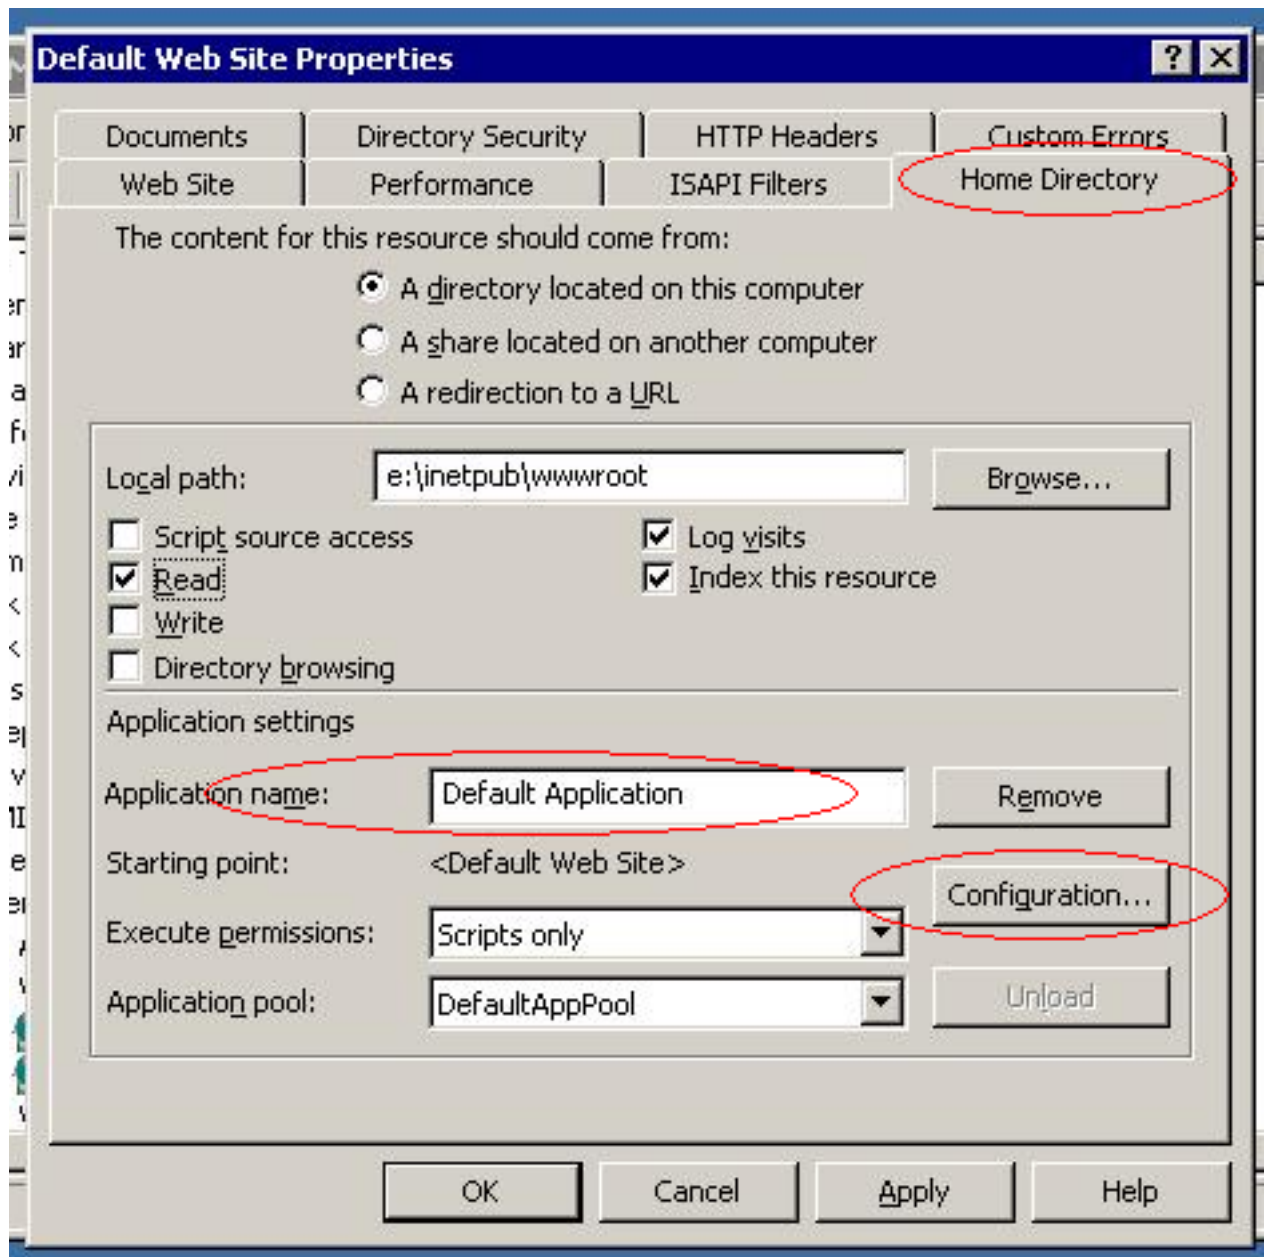 Default Web Site Properties
Documents Directory Security HTTP Headers Custom Errors
Web Site Performance ISAPI Filters Home Directory
The content for this resource should come from:
A directory located on this computer
A share located on another computer
A redirection to a URL
Local path: e:\inetpub\wwwroot Browse...
Script source access Log visits
Read Index this resource
Write
Directory browsing
Application settings
Application name: Default Application Remove
Starting point: <Default Web Site> Configuration...
Execute permissions: Scripts only
Application pool: DefaultAppPool Unload
OK Cancel Apply Help